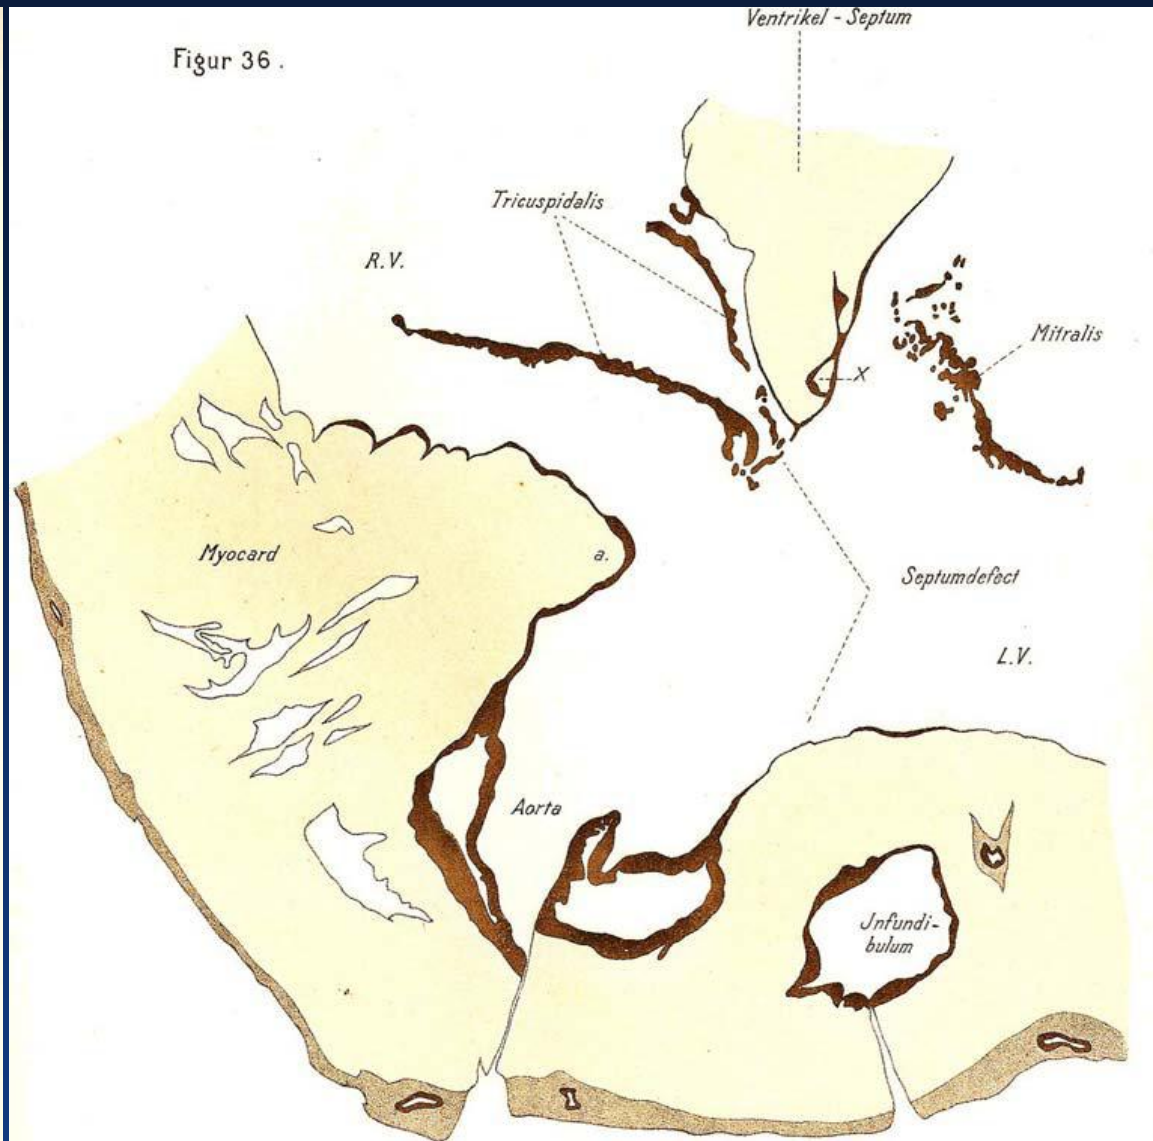 Ventrikel - Septum
Figur 36 .
Tricuspidalis
R.V.
Mitralis
X
Myocard
a.
Septumdefect
L.V.
Aorta
Jnfundi-
bulum